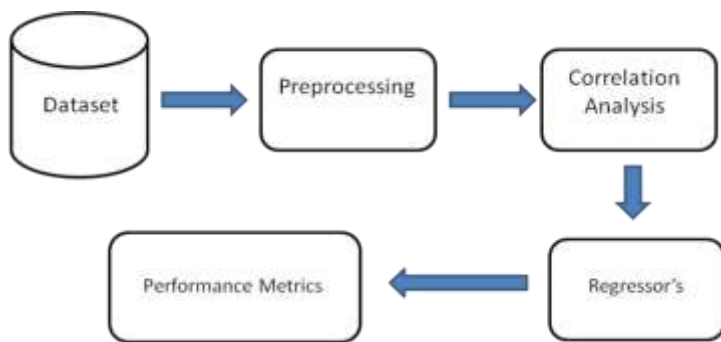 Dataset
Preprocessing
Correlation
Analysis
Regressor's
Performance Metrics